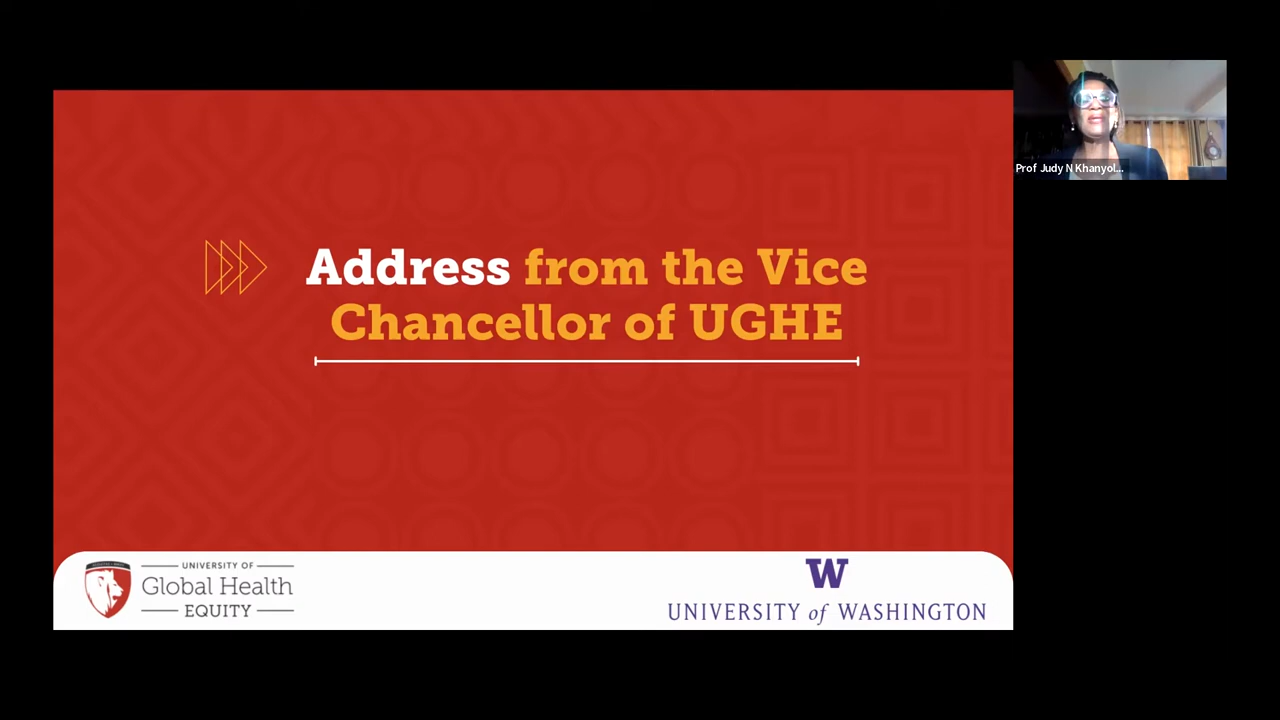 Address from the Vice
Chancellor of UGHE
UNIVERSITY OF
Global Health
EQUITY
W
UNIVERSITY of WASHINGTON
Prof Judy N Khanyol...